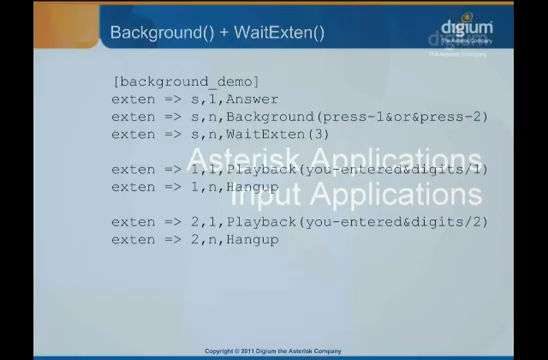 Background() + WaitExten()
digium
The Asterisk Company
[background_demo]
exten => s,1,Answer
exten => s,n,Background(press-1&or&press-2)
exten => s,n,WaitExten(3)
Asterisk Applications
exten => 1,1,Playback(you-entered&digits/1)
exten => 1,n,Hangup
Input Applications
exten => 2,1,Playback(you-entered&digits/2)
exten => 2,n,Hangup
Copyright © 2011 Digium the Asterisk Company